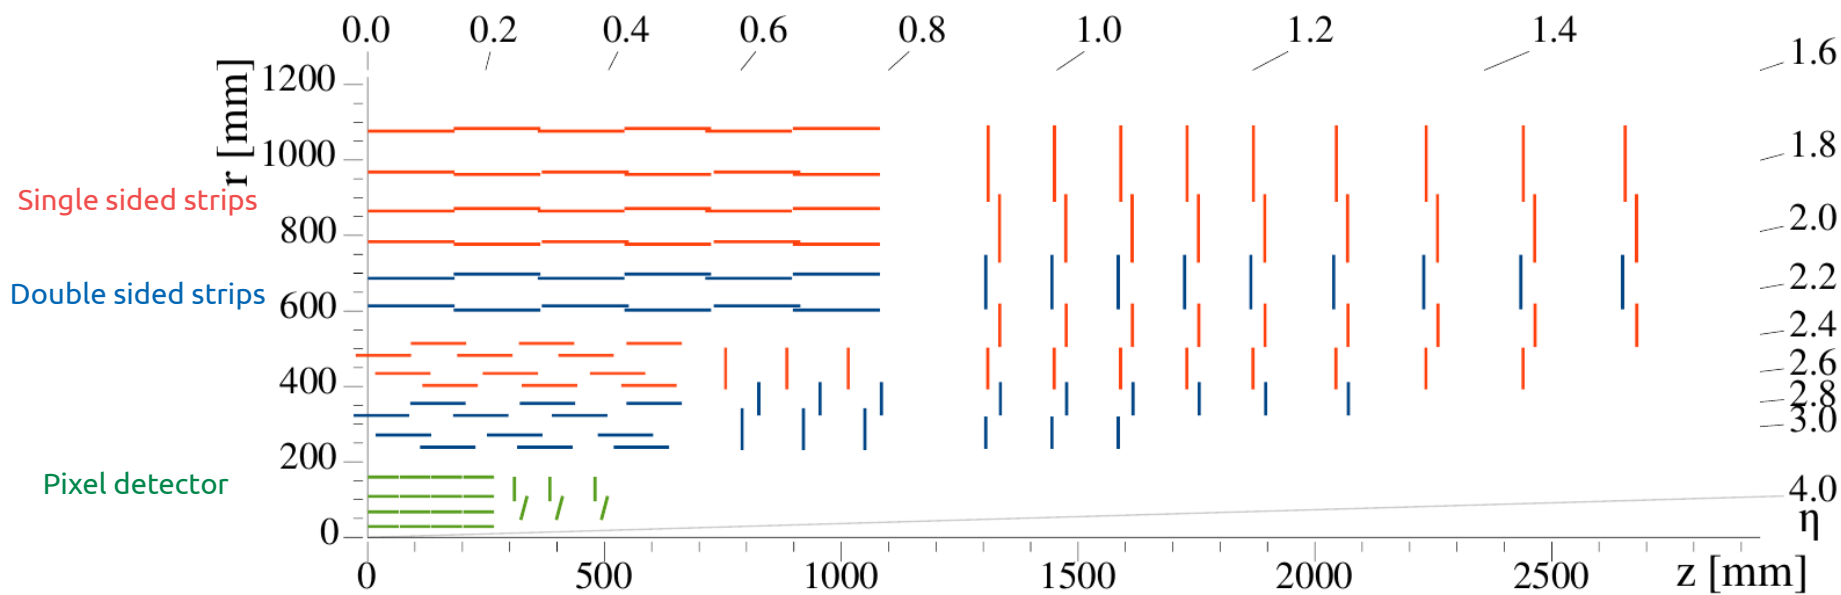 0.0 0.2 0.4 0.6 0.8 1.0 1.2 1.4 1.6
r [mm]
1200
1000
800
600
400
200
0
Single sided strips
Double sided strips
Pixel detector
1.8
2.0
2.2
2.4
2.6
2.8
3.0
4.0
η
0 500 1000 1500 2000 2500 z [mm]